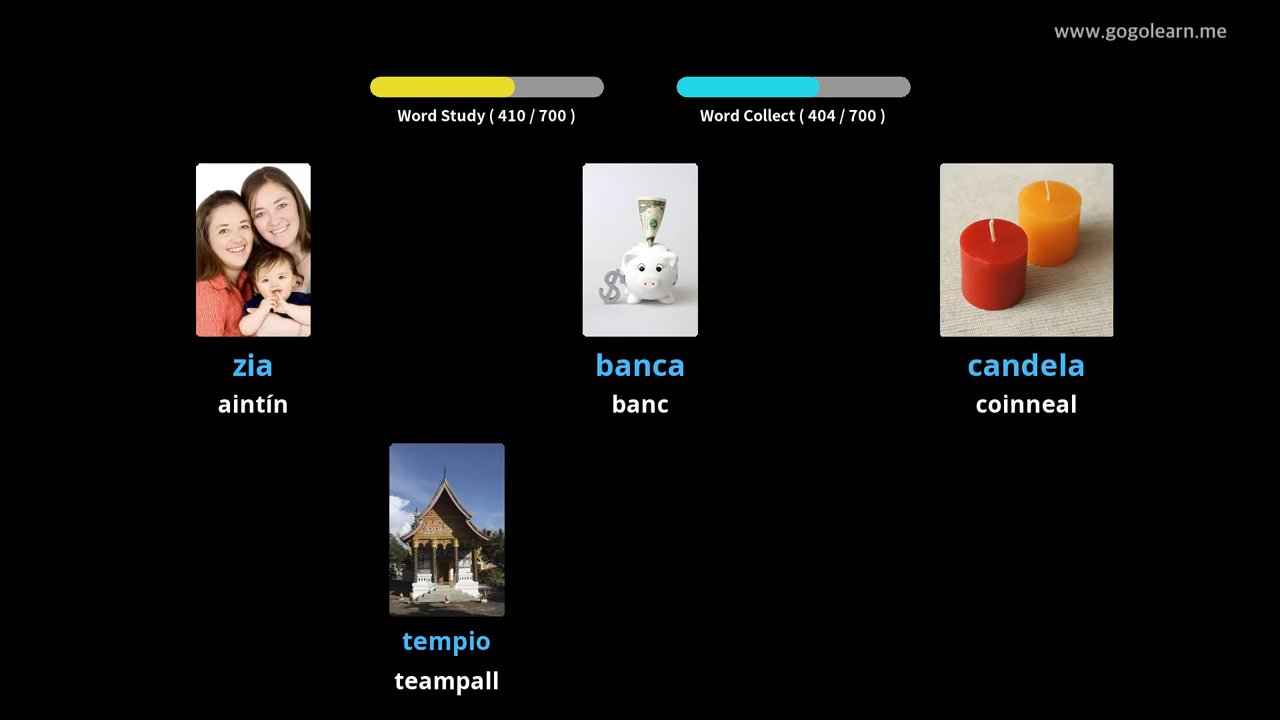 www.gogolearn.me
Word Study ( 410 / 700 )
Word Collect ( 404 / 700 )
zia
banca
candela
aintín
banc
coinneal
tempio
teampall